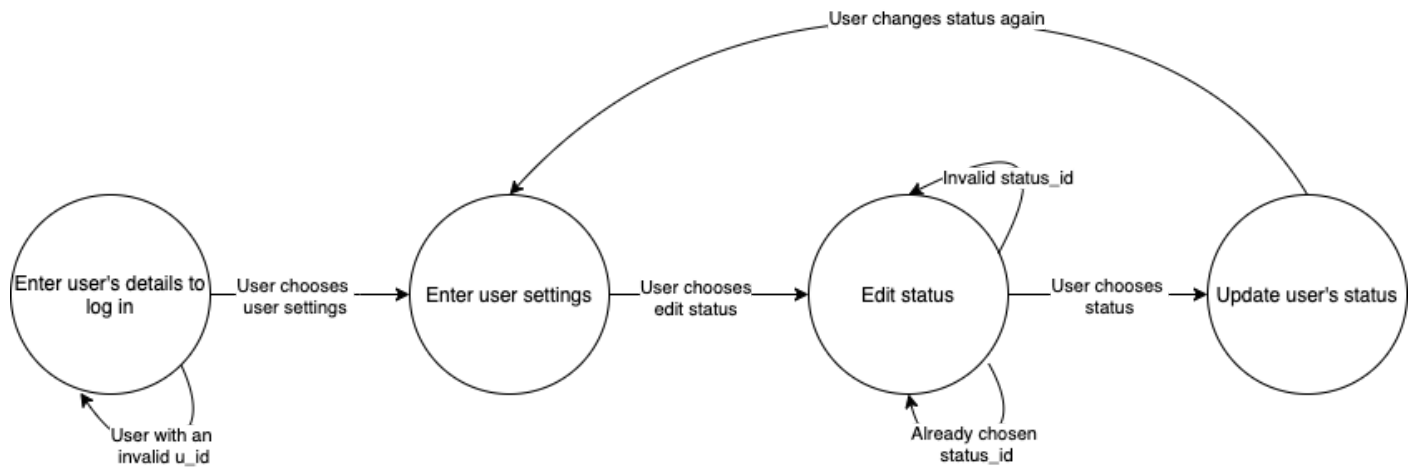 User changes status again
Invalid status_id
Enter user's details to
log in
User chooses
user settings
Enter user settings
User chooses
edit status
Edit status
User chooses
status
Update user's status
User with an
invalid u_id
Already chosen
status_id